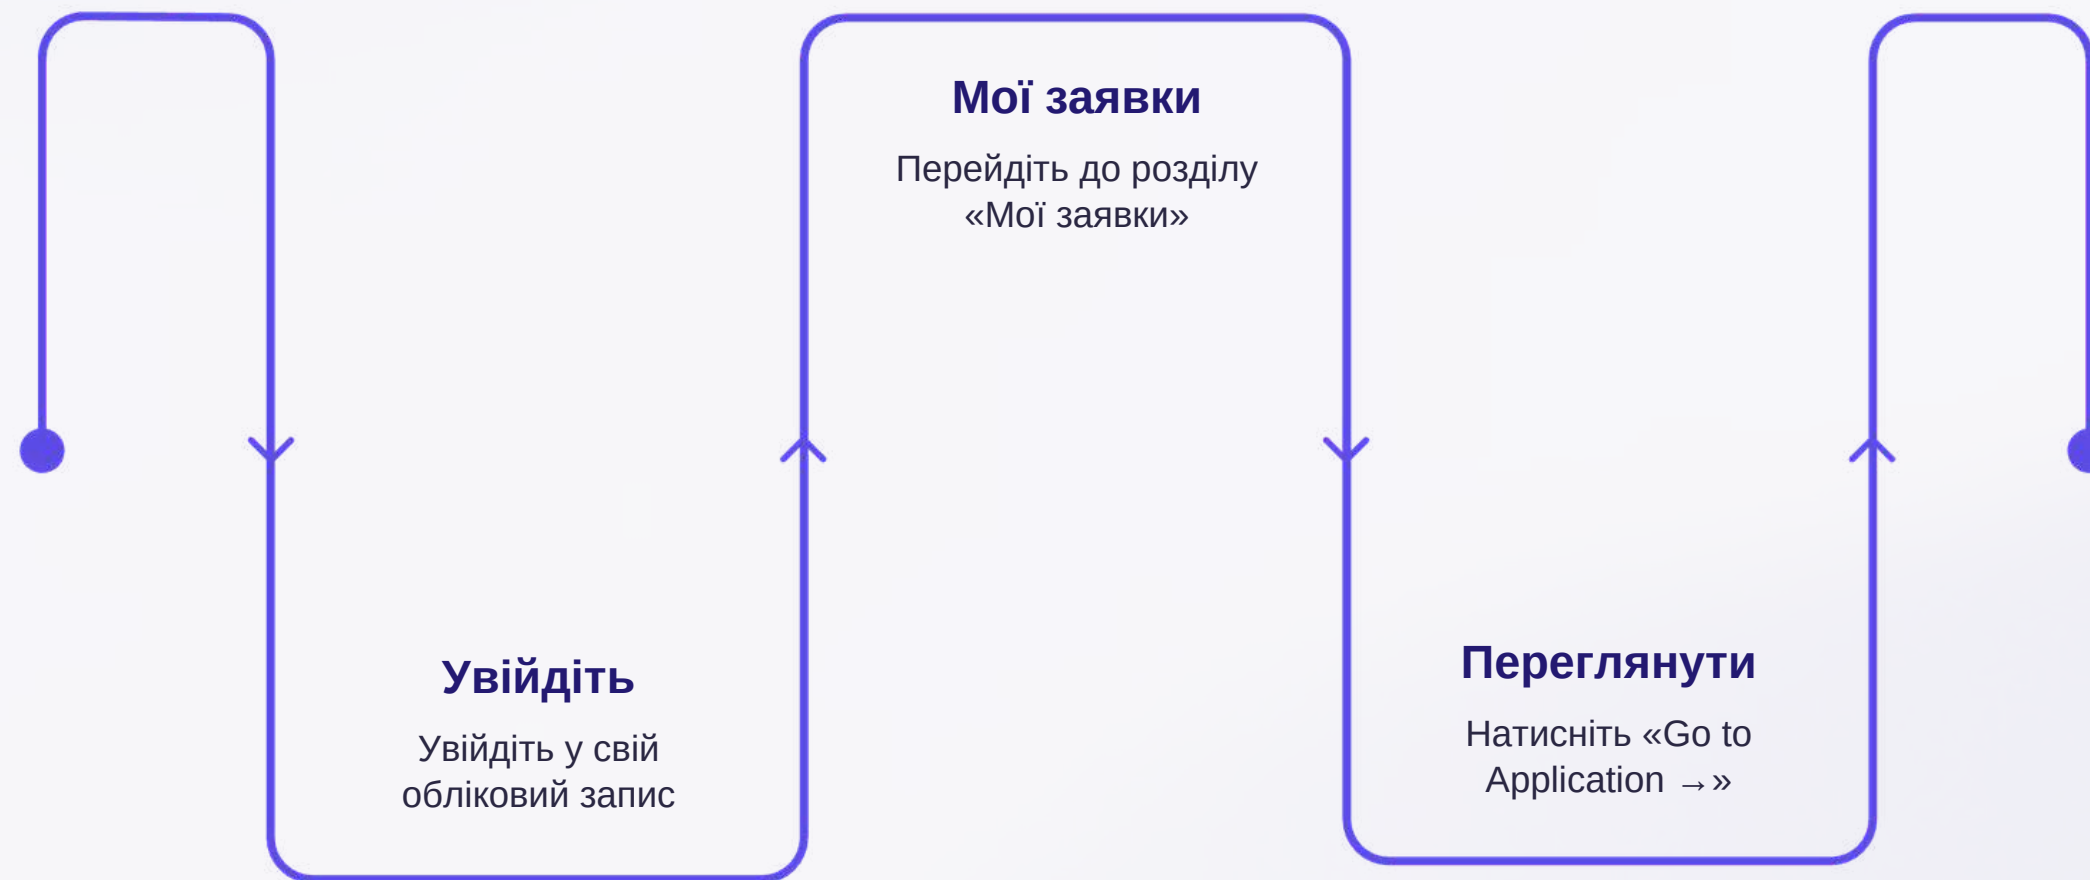 Увійдіть
Увійдіть у свій
обліковий запис
Мої заявки
Перейдіть до розділу
«Мої заявки»
Переглянути
Натисніть «Go to
Application →»